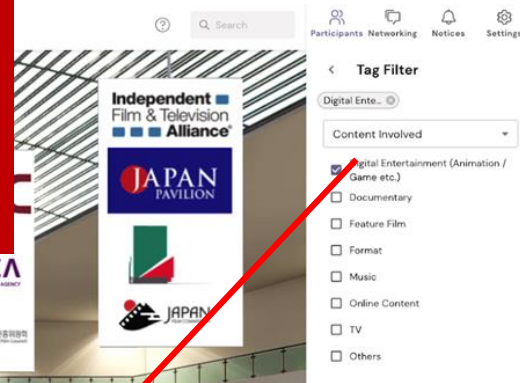 Search
Participants Networking Notices Settings
Tag Filter
Digital Ente...
Content Involved
Digital Entertainment (Animation /
Game etc.)
Documentary
Feature Film
Format
Music
Online Content
TV
Others
Independent
Film & Television
Alliance
JAPAN
PAVILION
JAPAN
AGENCY